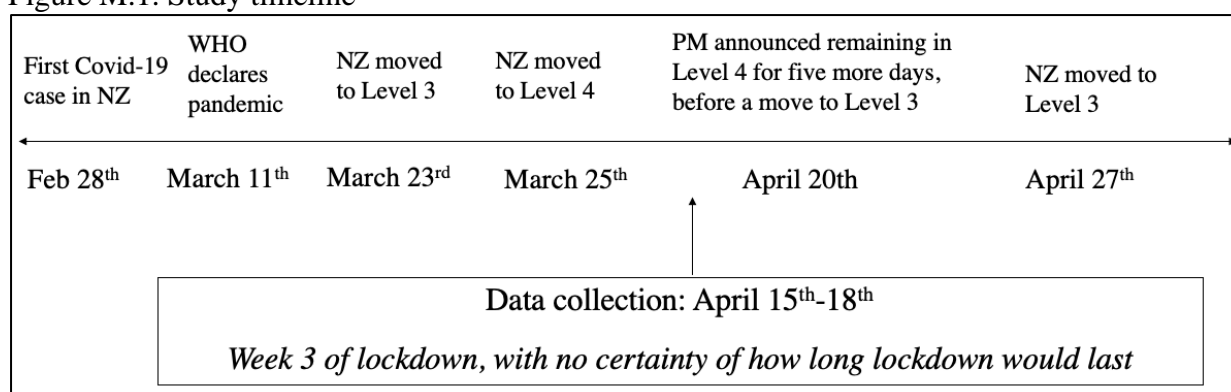 Figure M.1. Study timeline
First Covid-19
case in NZ
WHO
declares
pandemic
NZ moved
to Level 3
NZ moved
to Level 4
PM announced remaining in
Level 4 for five more days,
before a move to Level 3
NZ moved to
Level 3
Feb 28th
March 11th
March 23rd
March 25th
April 20th
April 27th
Data collection: April 15th-18th
Week 3 of lockdown, with no certainty of how long lockdown would last